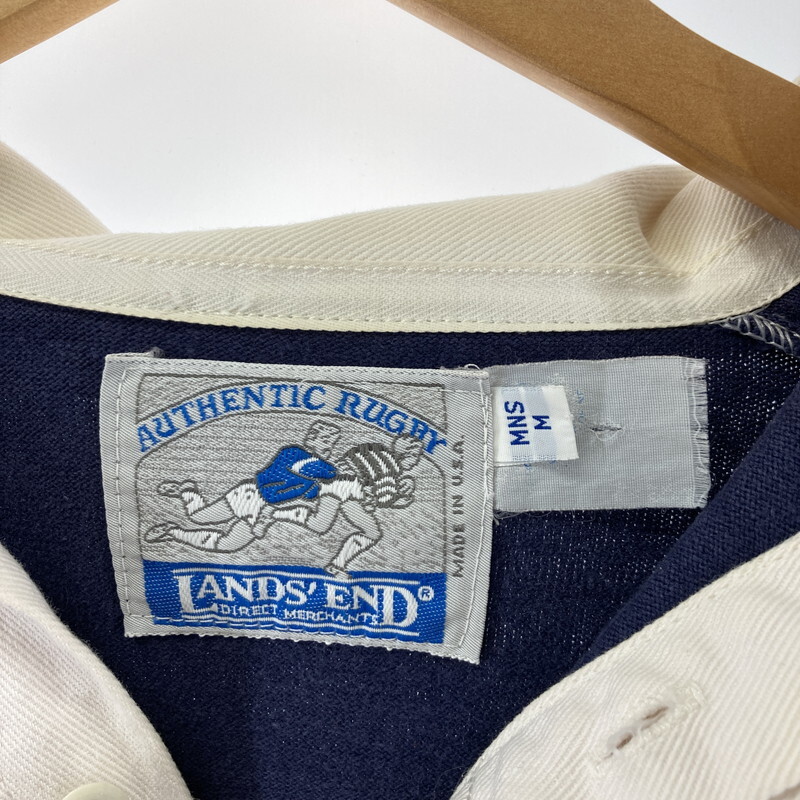 AUTHENTIC RUGBY
MADE IN U.S.A.
LANDS' END®
DIRECT MERCHANTS
MNS
M